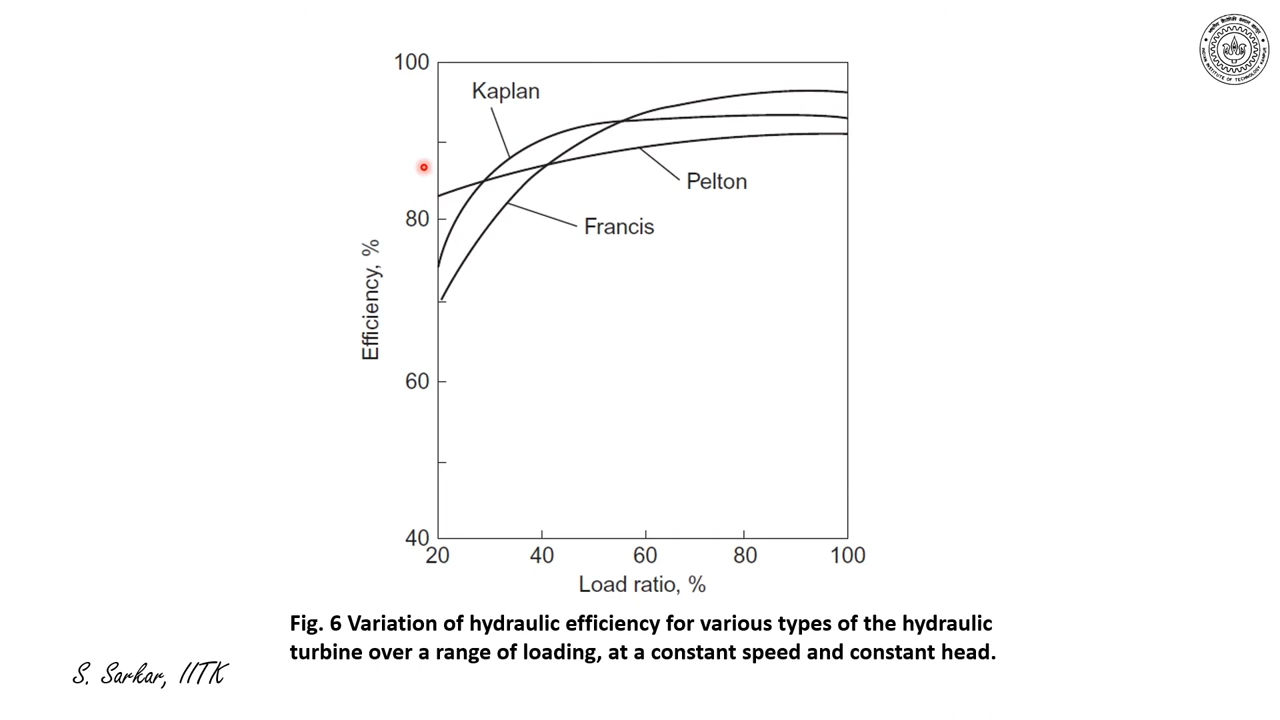 100
Kaplan
Pelton
80
Francis
Efficiency, %
60
40
20 40 60 80 100
Load ratio, %
Fig. 6 Variation of hydraulic efficiency for various types of the hydraulic
turbine over a range of loading, at a constant speed and constant head.
S. Sarkar, IITK